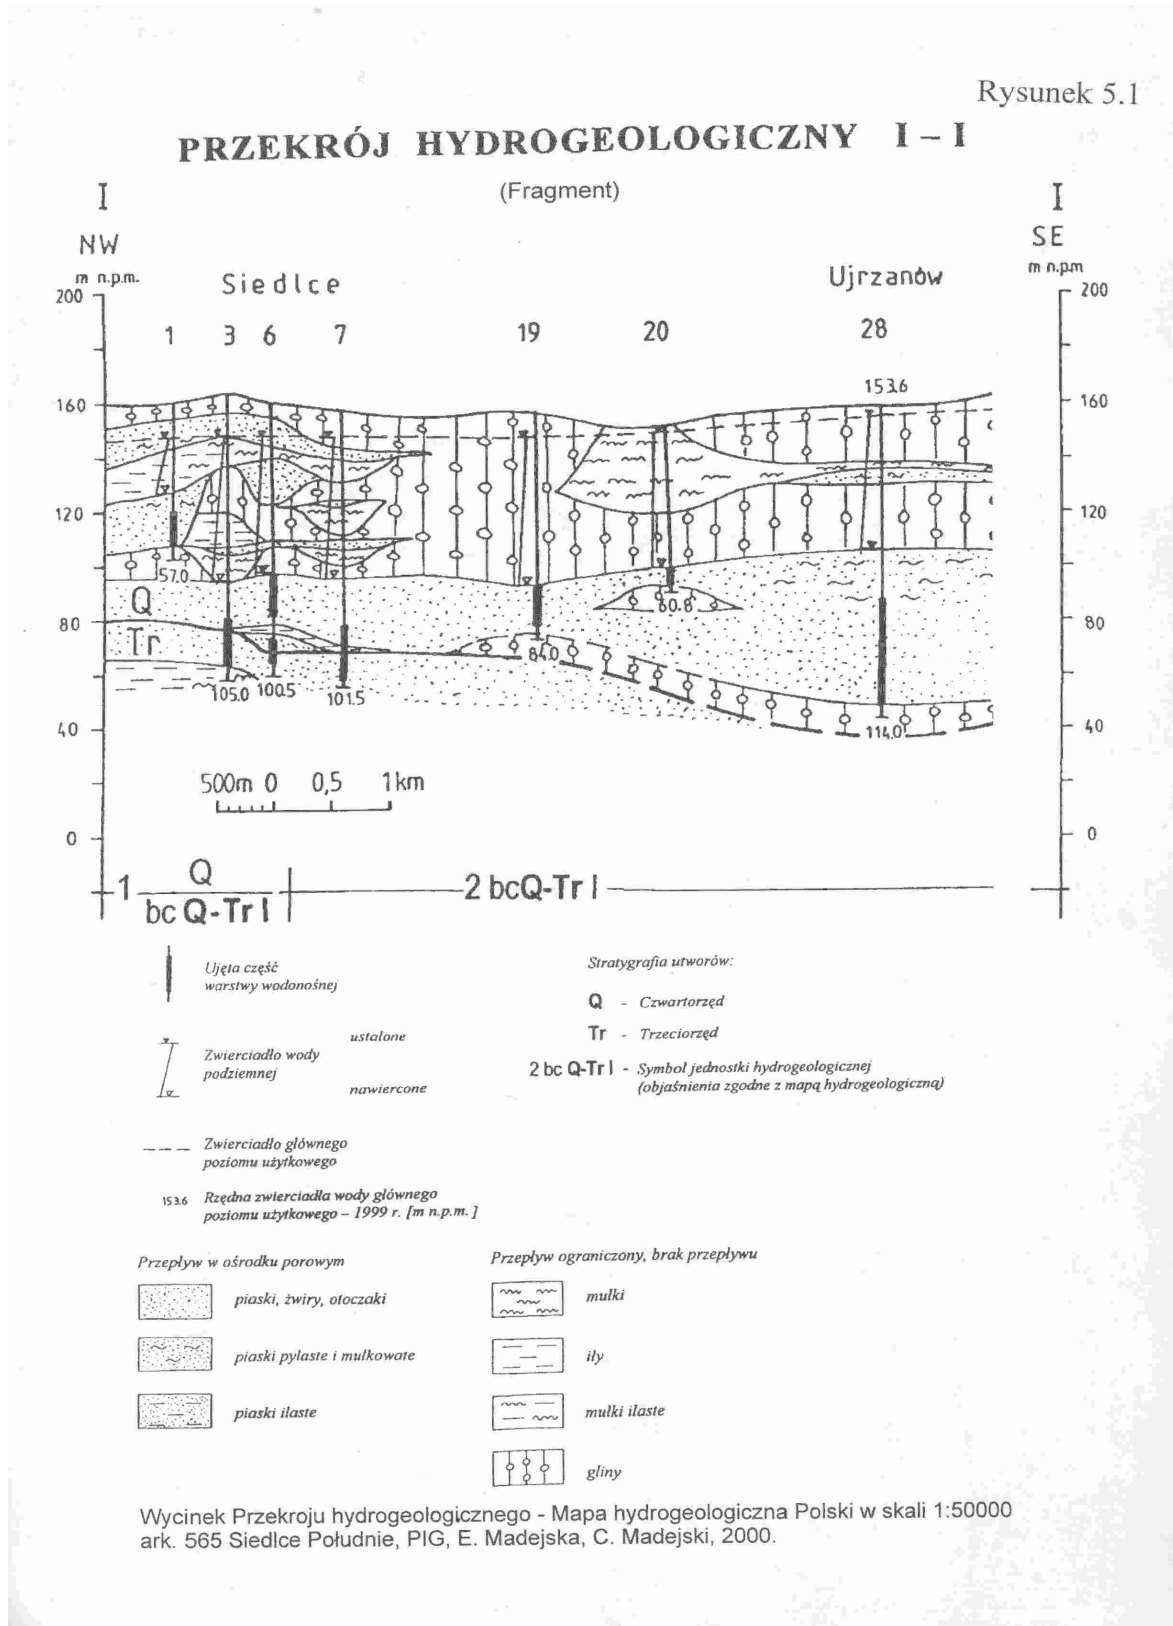 Rysunek 5.1
PRZEKRÓJ HYDROGEOLOGICZNY I – I
(Fragment)
I
I
NW
SE
m n.p.m.
m n.p.m
Siedlce
Ujrzanów
200
200
1 3 6 7 19 20 28
153.6
160
160
120
120
57.0
Q
60.8
80
80
Tr
84.0
105.0 100.5 101.5
40
40
114.0
500m 0 0,5 1km
0
0
1 Q
bc Q-Tr I
2 bcQ-Tr I
Ujęta część
warstwy wodonośnej
ustalone
Zwierciadło wody
podziemnej
nawiercone
Zwierciadło głównego
poziomu użytkowego
153.6 Rzędna zwierciadła wody głównego
poziomu użytkowego – 1999 r. [m n.p.m. ]
Stratygrafia utworów:
Q - Czwartorzęd
Tr - Trzeciorzęd
2 bc Q-Tr I - Symbol jednostki hydrogeologicznej
(objaśnienia zgodne z mapą hydrogeologiczną)
Przepływ w ośrodku porowym
piaski, żwiry, otoczaki
piaski pylaste i mułkowate
piaski ilaste
Przepływ ograniczony, brak przepływu
mułki
iły
mułki ilaste
gliny
Wycinek Przekroju hydrogeologicznego - Mapa hydrogeologiczna Polski w skali 1:50000
ark. 565 Siedlce Południe, PIG, E. Madejska, C. Madejski, 2000.